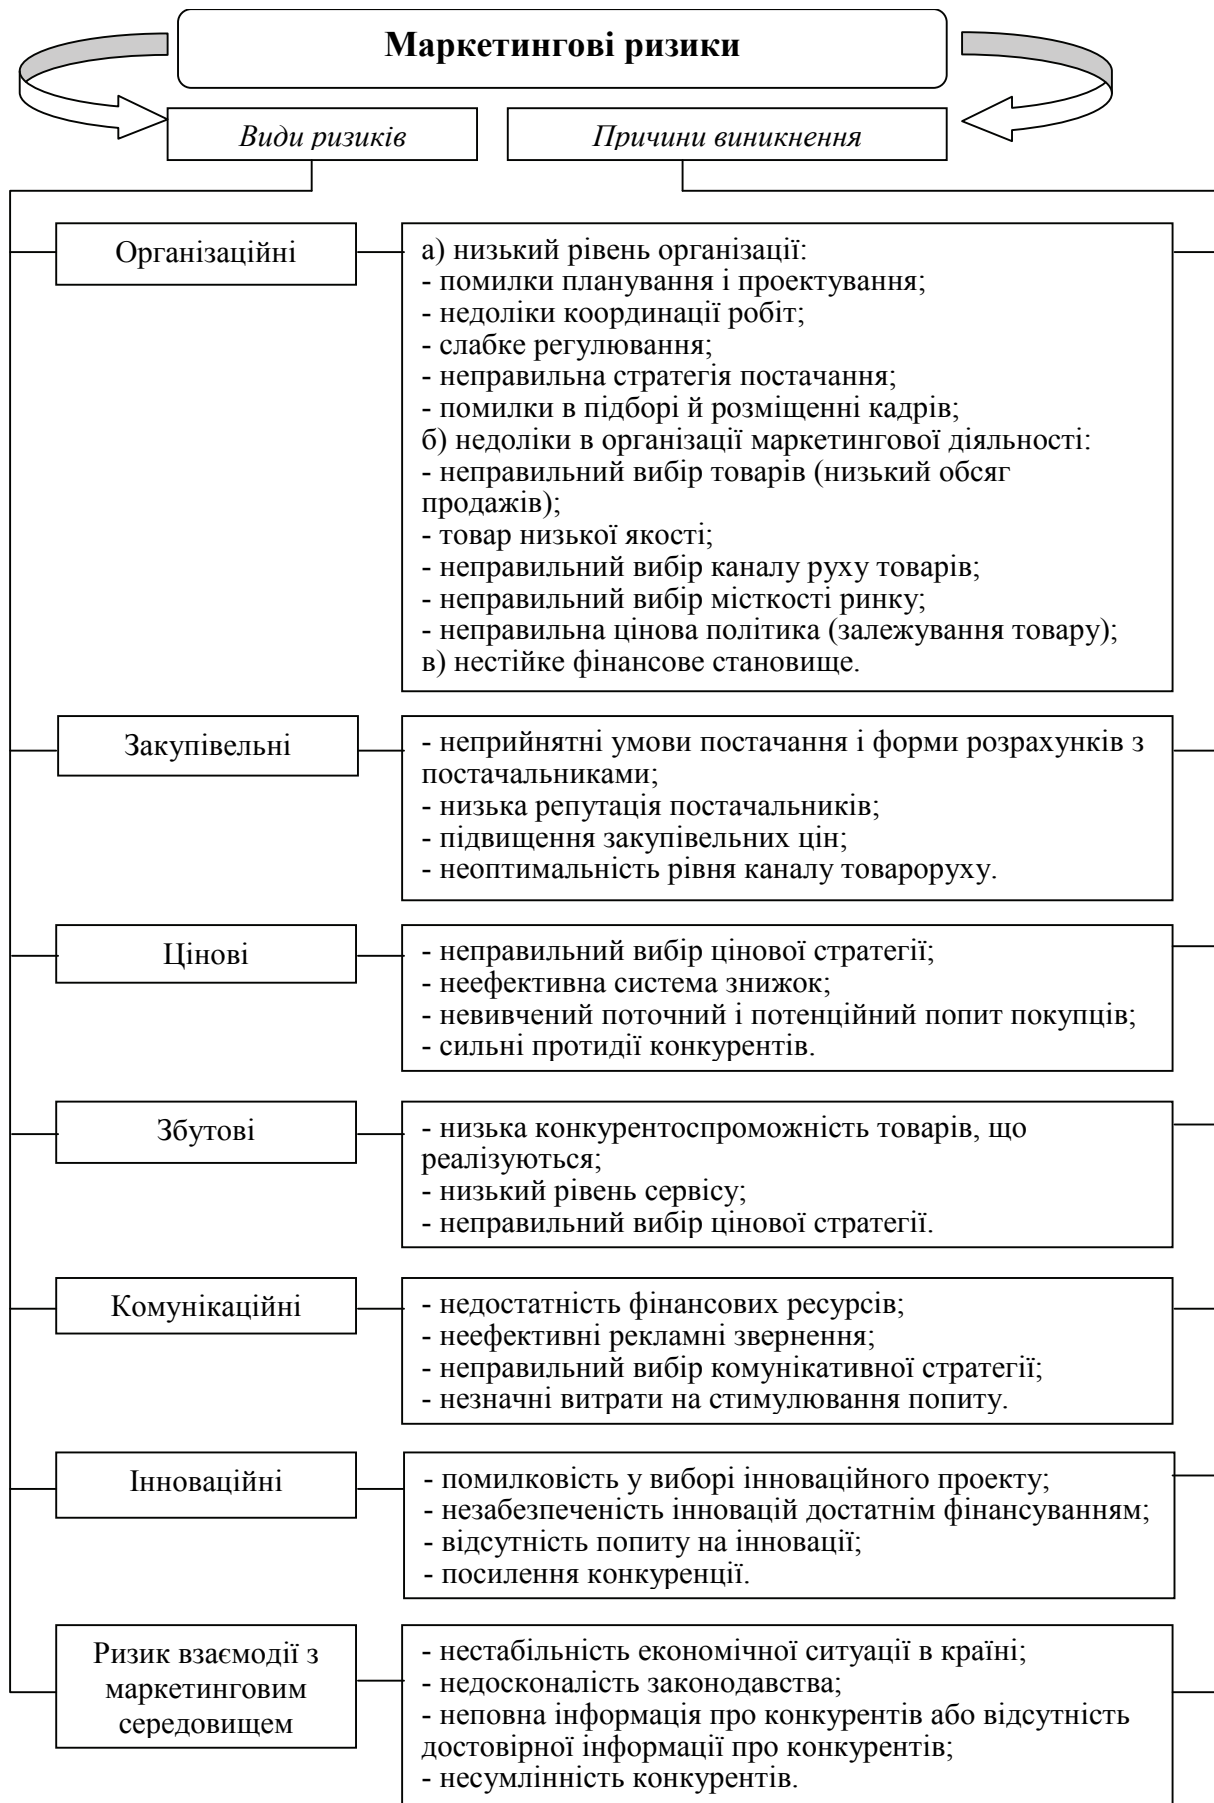 Маркетингові ризики
Види ризиків
Причини виникнення
Організаційні
а) низький рівень організації:
- помилки планування і проектування;
- недоліки координації робіт;
- слабке регулювання;
- неправильна стратегія постачання;
- помилки в підборі й розміщенні кадрів;
б) недоліки в організації маркетингової діяльності:
- неправильний вибір товарів (низький обсяг
продажів);
- товар низької якості;
- неправильний вибір каналу руху товарів;
- неправильний вибір місткості ринку;
- неправильна цінова політика (залежування товару);
в) нестійке фінансове становище.
Закупівельні
- неприйнятні умови постачання і форми розрахунків з
постачальниками;
- низька репутація постачальників;
- підвищення закупівельних цін;
- неоптимальність рівня каналу товароруху.
Цінові
- неправильний вибір цінової стратегії;
- неефективна система знижок;
- невивчений поточний і потенційний попит покупців;
- сильні протидії конкурентів.
Збутові
- низька конкурентоспроможність товарів, що
реалізуються;
- низький рівень сервісу;
- неправильний вибір цінової стратегії.
Комунікаційні
- недостатність фінансових ресурсів;
- неефективні рекламні звернення;
- неправильний вибір комунікативної стратегії;
- незначні витрати на стимулювання попиту.
Інноваційні
- помилковість у виборі інноваційного проекту;
- незабезпеченість інновацій достатнім фінансуванням;
- відсутність попиту на інновації;
- посилення конкуренції.
Ризик взаємодії з
маркетинговим
середовищем
- нестабільність економічної ситуації в країні;
- недосконалість законодавства;
- неповна інформація про конкурентів або відсутність
достовірної інформації про конкурентів;
- несумлінність конкурентів.